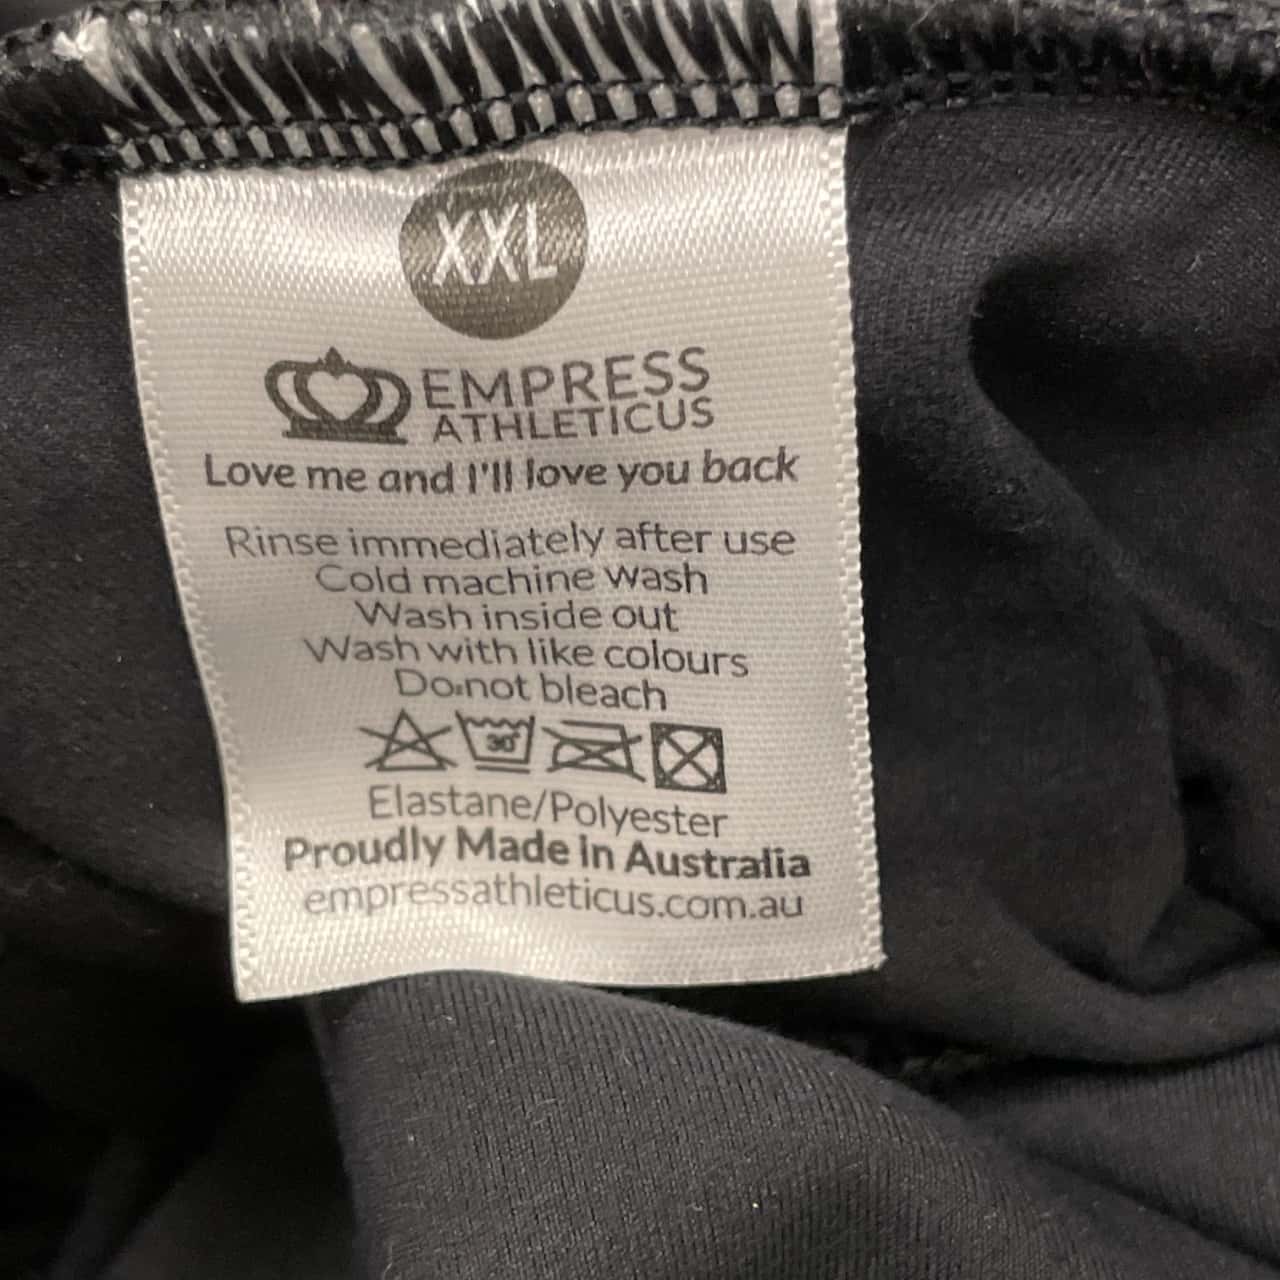 XXL
EMPRESS
ATHLETICUS
Love me and I'll love you back
Rinse immediately after use
Cold machine wash
Wash inside out
Wash with like colours
Do not bleach
30°
Elastane/Polyester
Proudly Made in Australia
empressathleticus.com.au